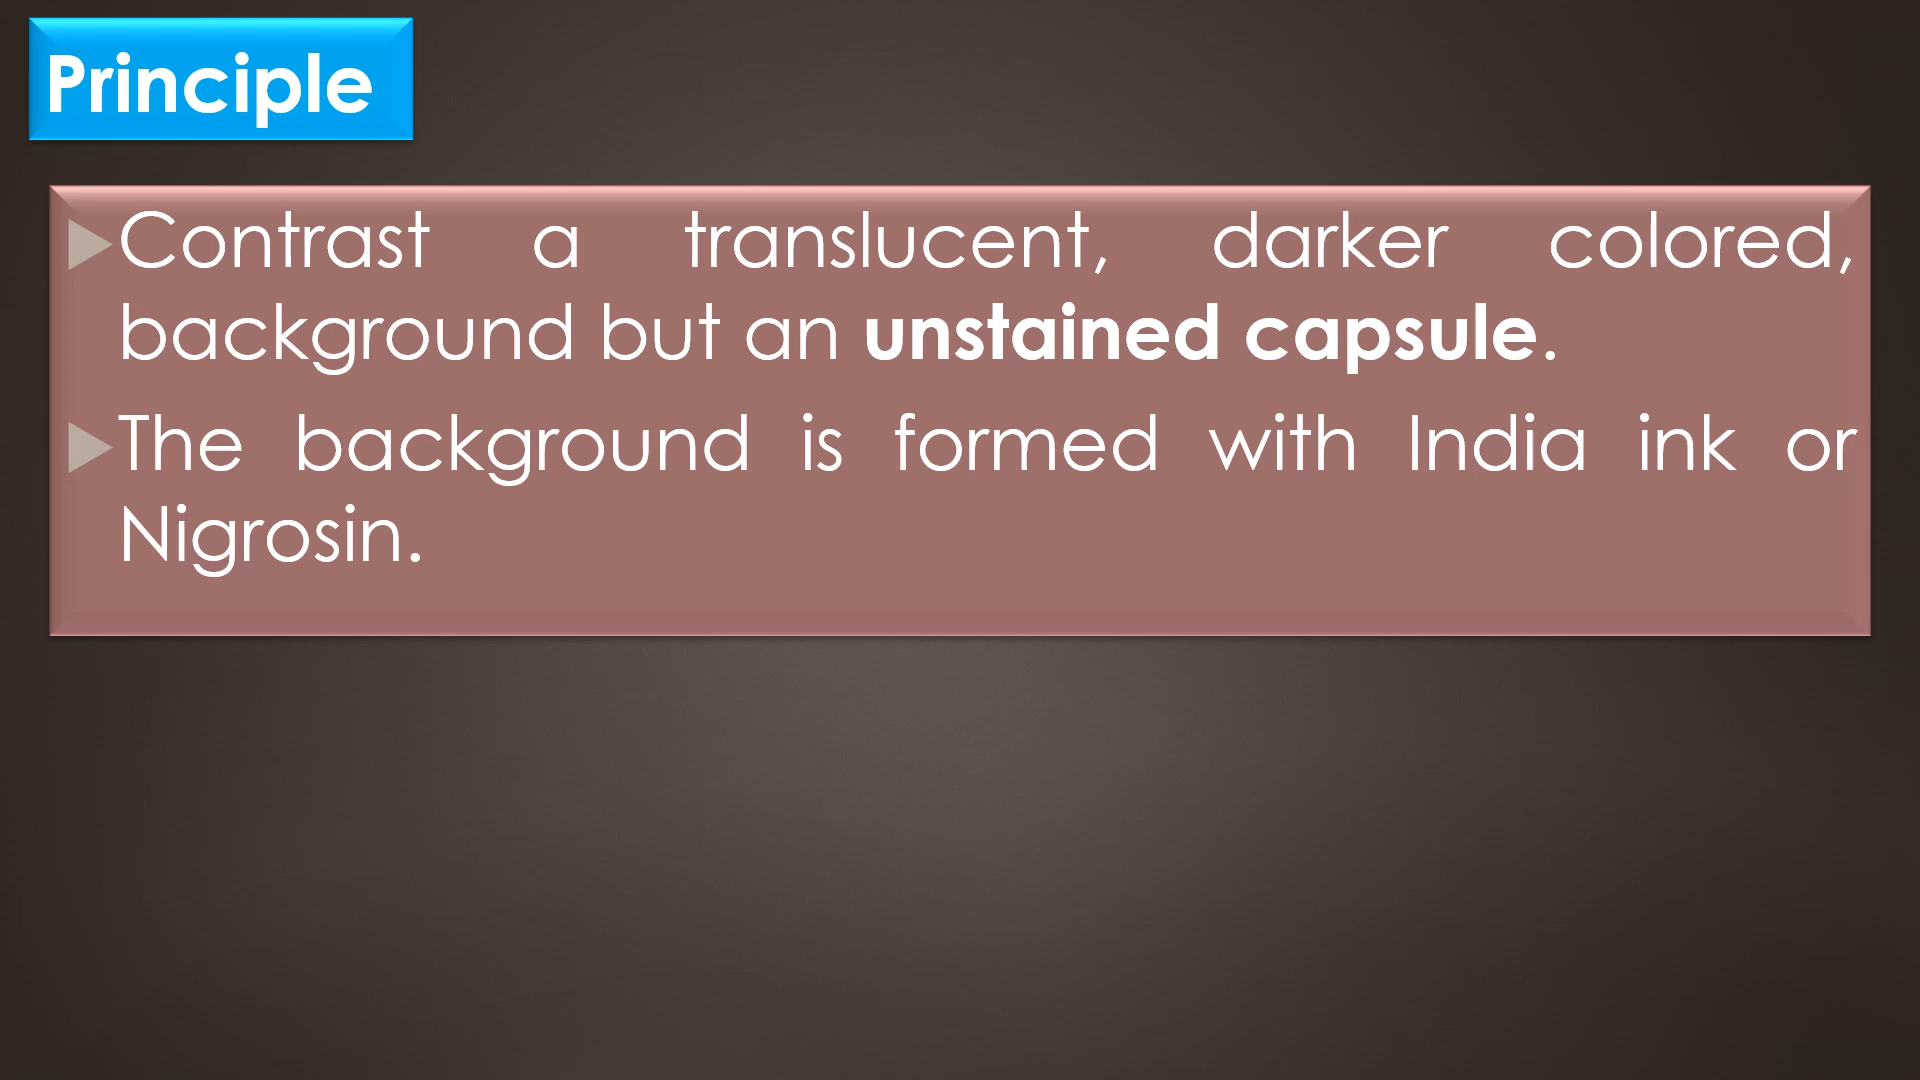 Principle
Contrast a translucent, darker colored,
background but an unstained capsule.
The background is formed with India ink or
Nigrosin.